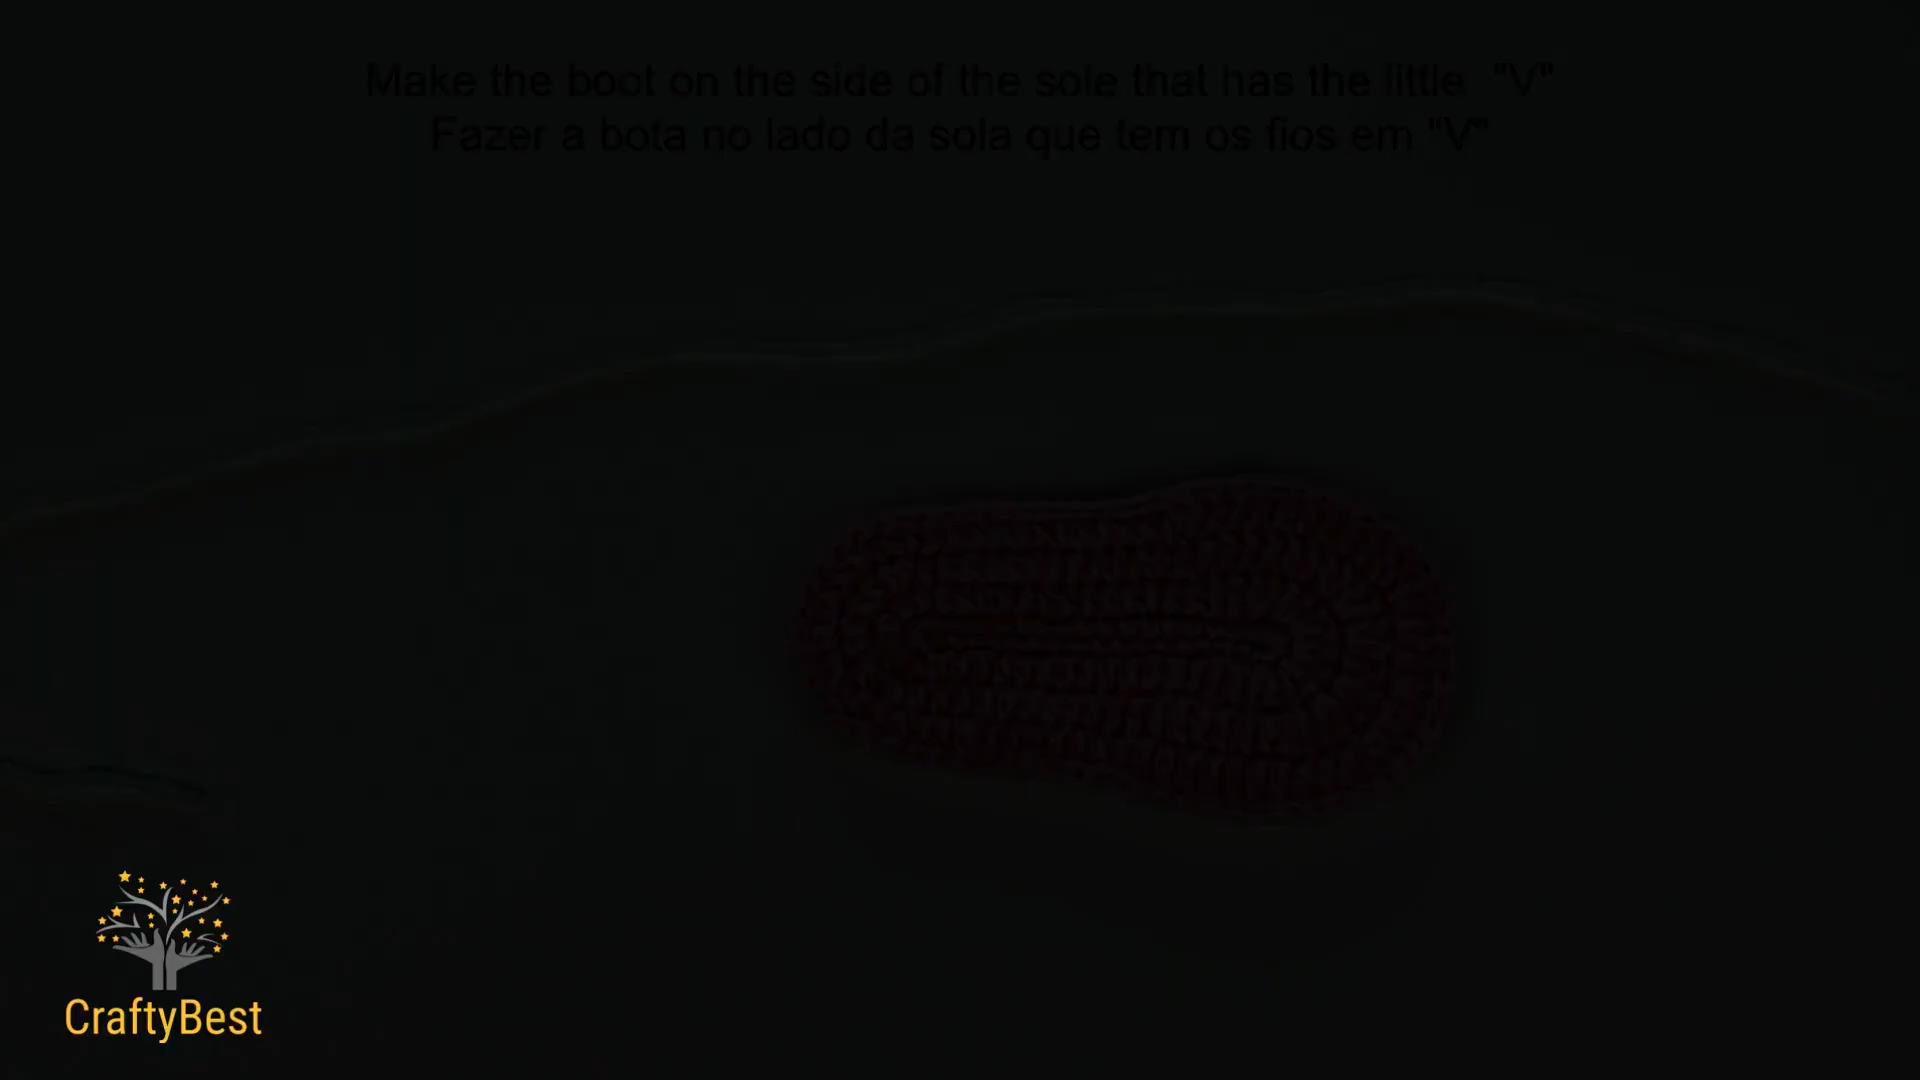 Make the boot on the side of the sole that has the little "V"
Fazer a bota no lado da sola que tem os fios em "V"
CraftyBest